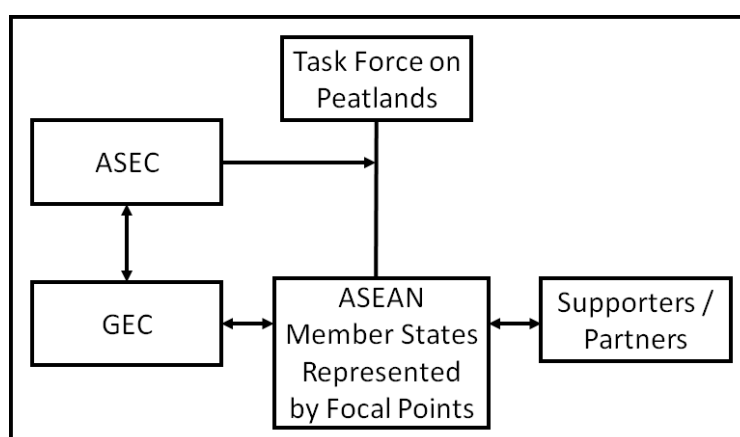 Task Force on
Peatlands
ASEC
GEC
ASEAN
Member States
Represented
by Focal Points
Supporters /
Partners